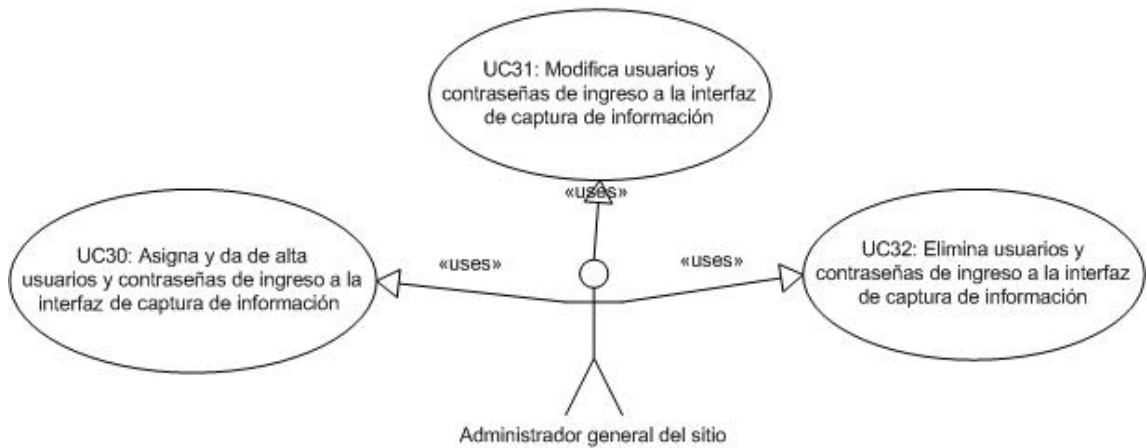 UC31: Modifica usuarios y
contraseñas de ingreso a la interfaz
de captura de información
«uses»
UC30: Asigna y da de alta
usuarios y contraseñas de ingreso a la
interfaz de captura de información
«uses»
«uses»
UC32: Elimina usuarios y
contraseñas de ingreso a la interfaz
de captura de información
Administrador general del sitio